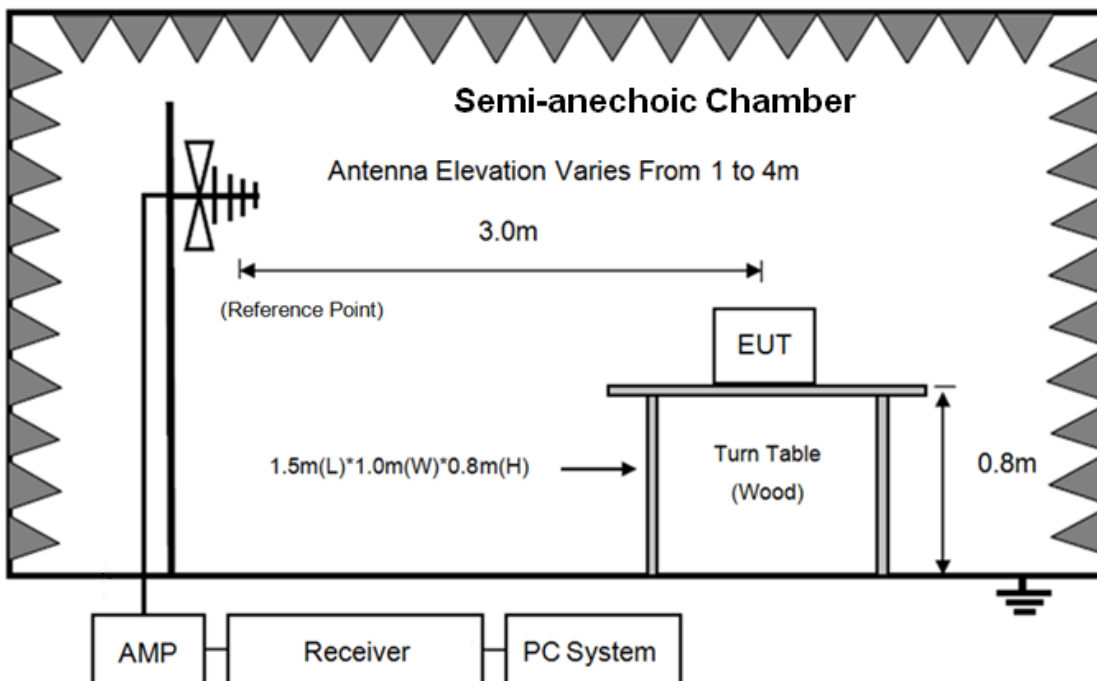 Semi-anechoic Chamber
Antenna Elevation Varies From 1 to 4m
3.0m
(Reference Point)
EUT
1.5m(L)*1.0m(W)*0.8m(H)
Turn Table
(Wood)
0.8m
AMP
Receiver
PC System